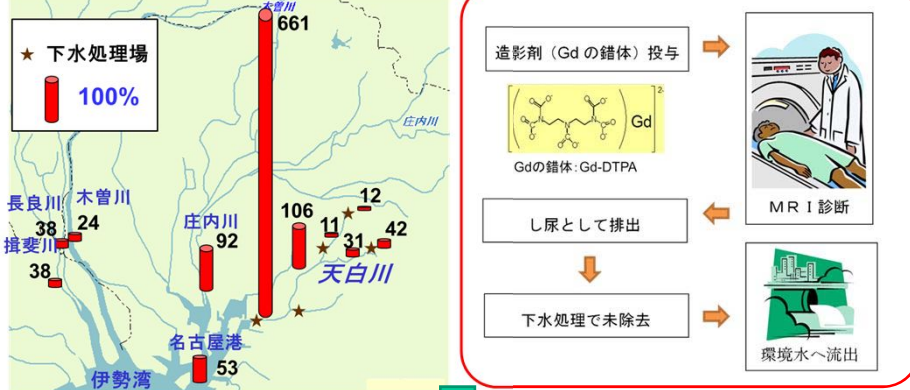 木曽川
661
★ 下水処理場
100%
庄内川
長良川
木曽川
38
24
揖斐川
38
庄内川
92
106
11
12
31
42
天白川
名古屋港
53
伊勢湾
造影剤（Gd の錯体）投与
O
O⁻
N
C
Gd
2-
Gdの錯体：Gd-DTPA
ＭＲＩ診断
し尿として排出
下水処理で未除去
環境水へ流出